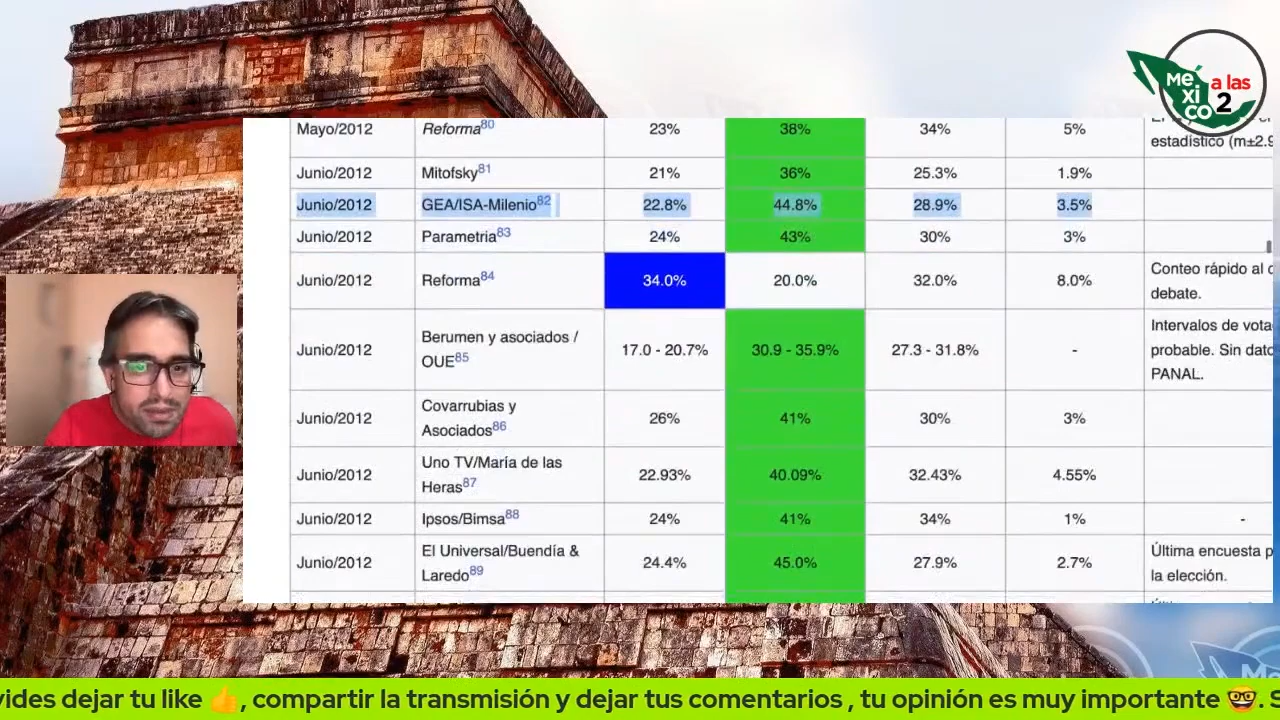 Mé
xi
co
a las
2
Mayo/2012 Reforma80 23% 38% 34% 5%
estadístico (m±2.9
Junio/2012 Mitofsky81 21% 36% 25.3% 1.9%
Junio/2012 GEA/ISA-Milenio82 22.8% 44.8% 28.9% 3.5%
Junio/2012 Parametria83 24% 43% 30% 3%
Junio/2012 Reforma84 34.0% 20.0% 32.0% 8.0%
Conteo rápido al
debate.
Junio/2012 Berumen y asociados /
OUE85 17.0 - 20.7% 30.9 - 35.9% 27.3 - 31.8% -
Intervalos de vota
probable. Sin dato
PANAL.
Junio/2012 Covarrubias y
Asociados86 26% 41% 30% 3%
Junio/2012 Uno TV/María de las
Heras87 22.93% 40.09% 32.43% 4.55%
Junio/2012 Ipsos/Bimsa88 24% 41% 34% 1% -
Junio/2012 El Universal/Buendía &
Laredo89 24.4% 45.0% 27.9% 2.7%
Última encuesta p
la elección.
vides dejar tu like 👍, compartir la transmisión y dejar tus comentarios , tu opinión es muy importante 🤓. S